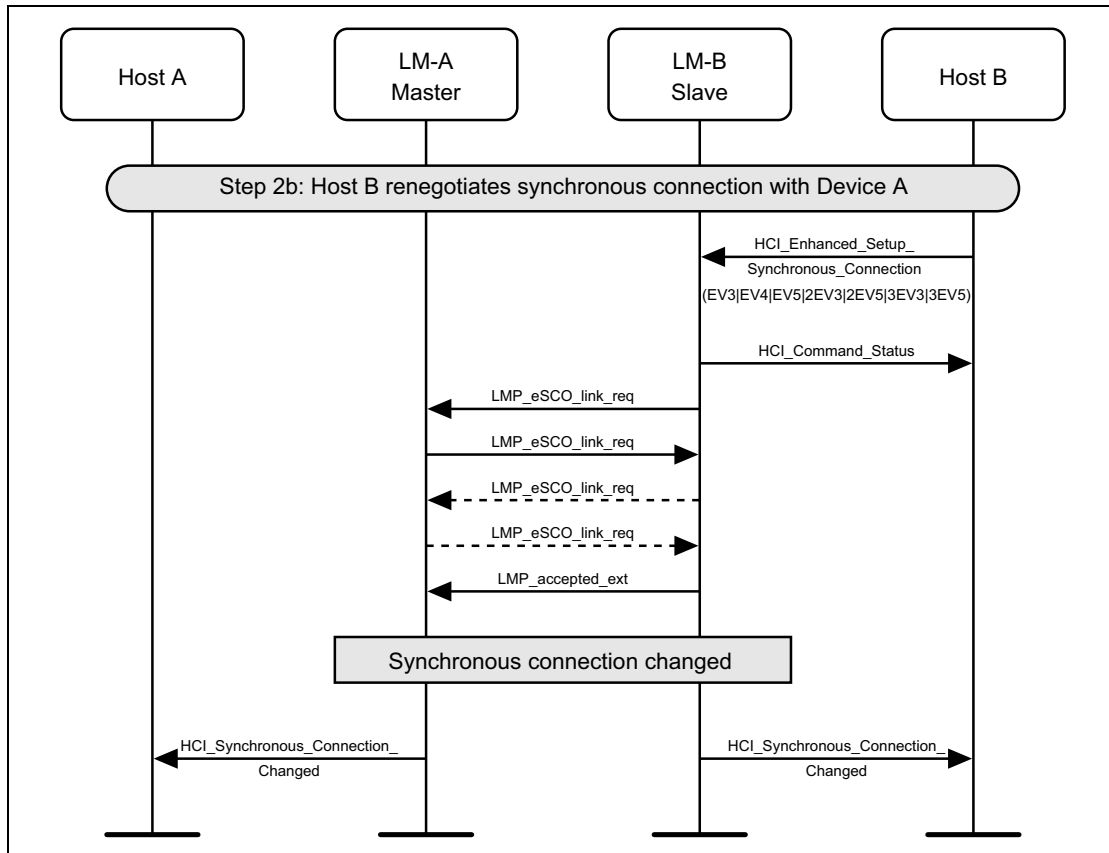 Host A
LM-A
Master
LM-B
Slave
Host B
Step 2b: Host B renegotiates synchronous connection with Device A
HCI_Enhanced_Setup_
Synchronous_Connection
(EV3|EV4|EV5|2EV3|2EV5|3EV3|3EV5)
HCI_Command_Status
LMP_eSCO_link_req
LMP_eSCO_link_req
LMP_eSCO_link_req
LMP_eSCO_link_req
LMP_accepted_ext
Synchronous connection changed
HCI_Synchronous_Connection_
Changed
HCI_Synchronous_Connection_
Changed